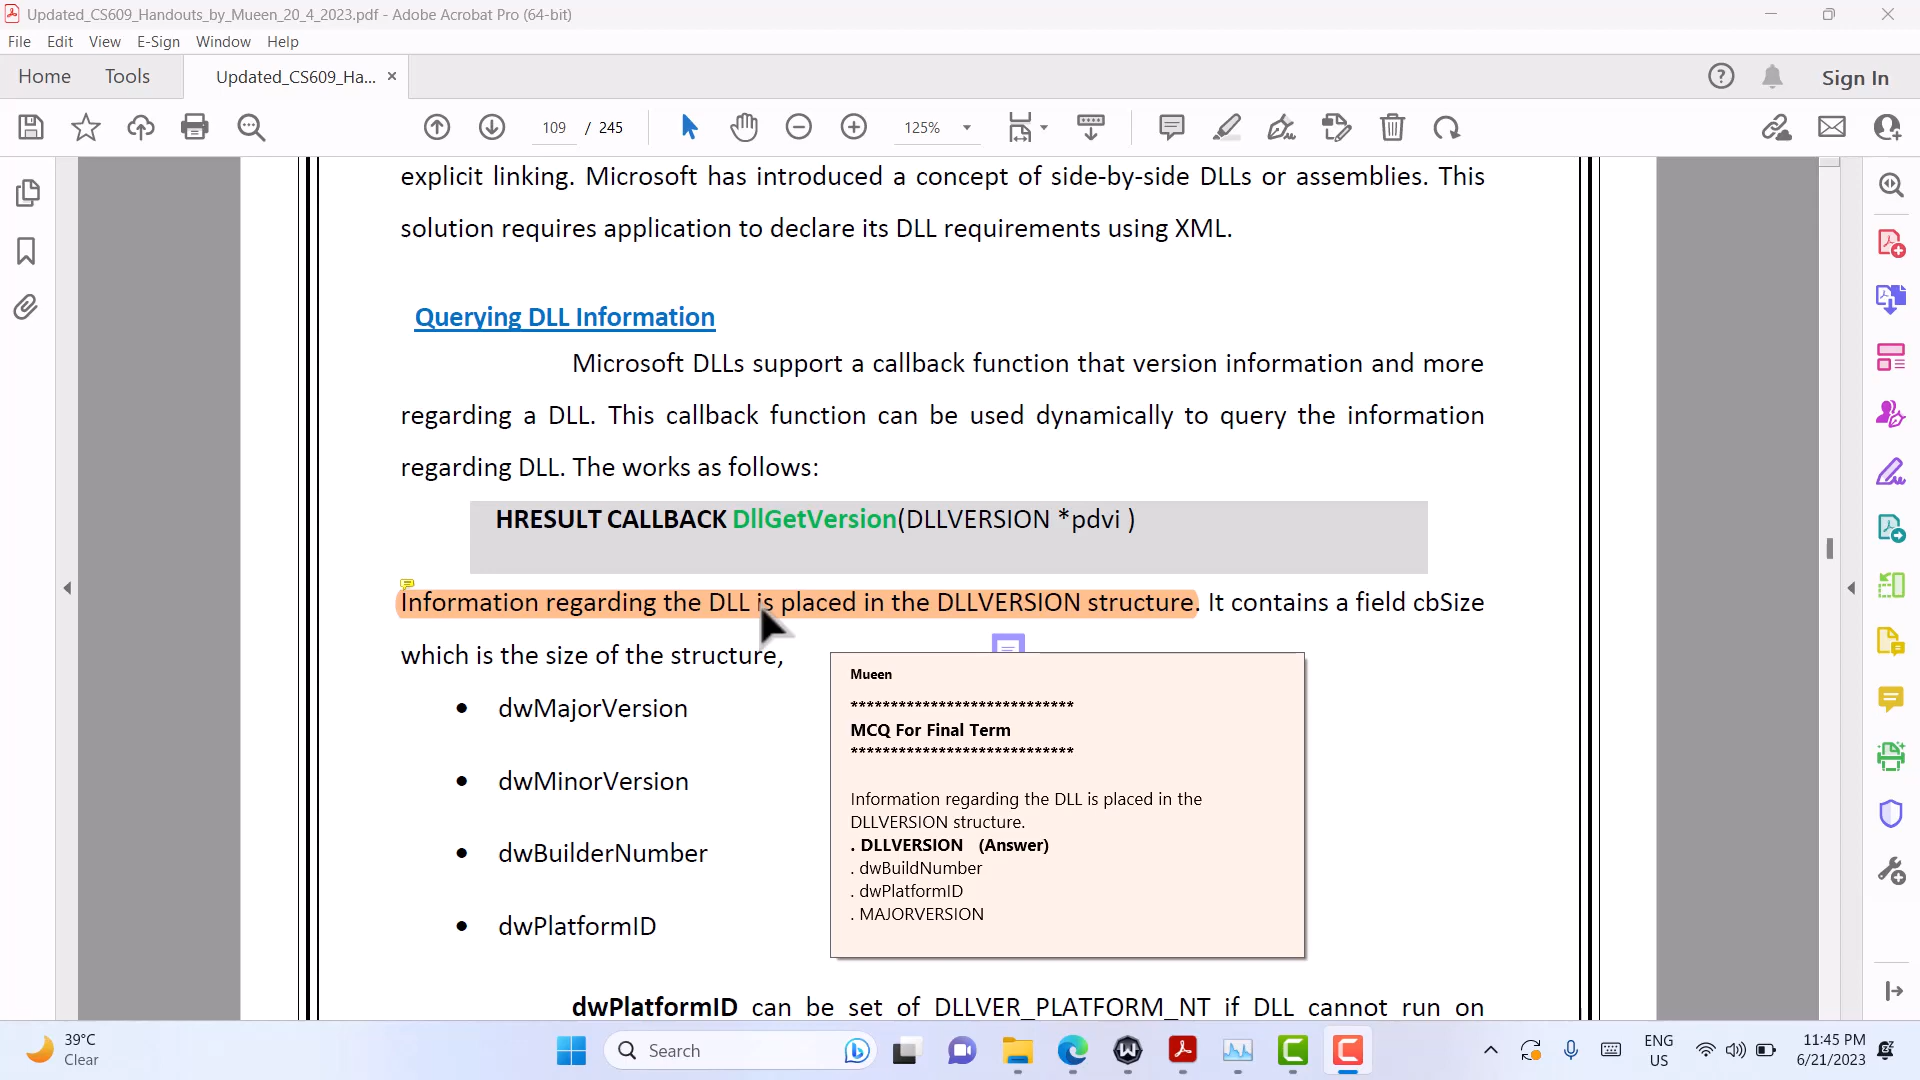 Updated_CS609_Handouts_by_Mueen_20_4_2023.pdf - Adobe Acrobat Pro (64-bit)
File Edit View E-Sign Window Help
Home Tools Updated_CS609_Ha... × Sign In
109 / 245 125%
explicit linking. Microsoft has introduced a concept of side-by-side DLLs or assemblies. This
solution requires application to declare its DLL requirements using XML.
Querying DLL Information
Microsoft DLLs support a callback function that version information and more
regarding a DLL. This callback function can be used dynamically to query the information
regarding DLL. The works as follows:
HRESULT CALLBACK DllGetVersion(DLLVERSION *pdvi )
Information regarding the DLL is placed in the DLLVERSION structure. It contains a field cbSize
which is the size of the structure,
• dwMajorVersion
• dwMinorVersion
• dwBuilderNumber
• dwPlatformID
Mueen
****************************
MCQ For Final Term
****************************
Information regarding the DLL is placed in the
DLLVERSION structure.
. DLLVERSION (Answer)
. dwBuildNumber
. dwPlatformID
. MAJORVERSION
dwPlatformID can be set of DLLVER_PLATFORM_NT if DLL cannot run on
39°C
Clear
Search
ENG
US
11:45 PM
6/21/2023